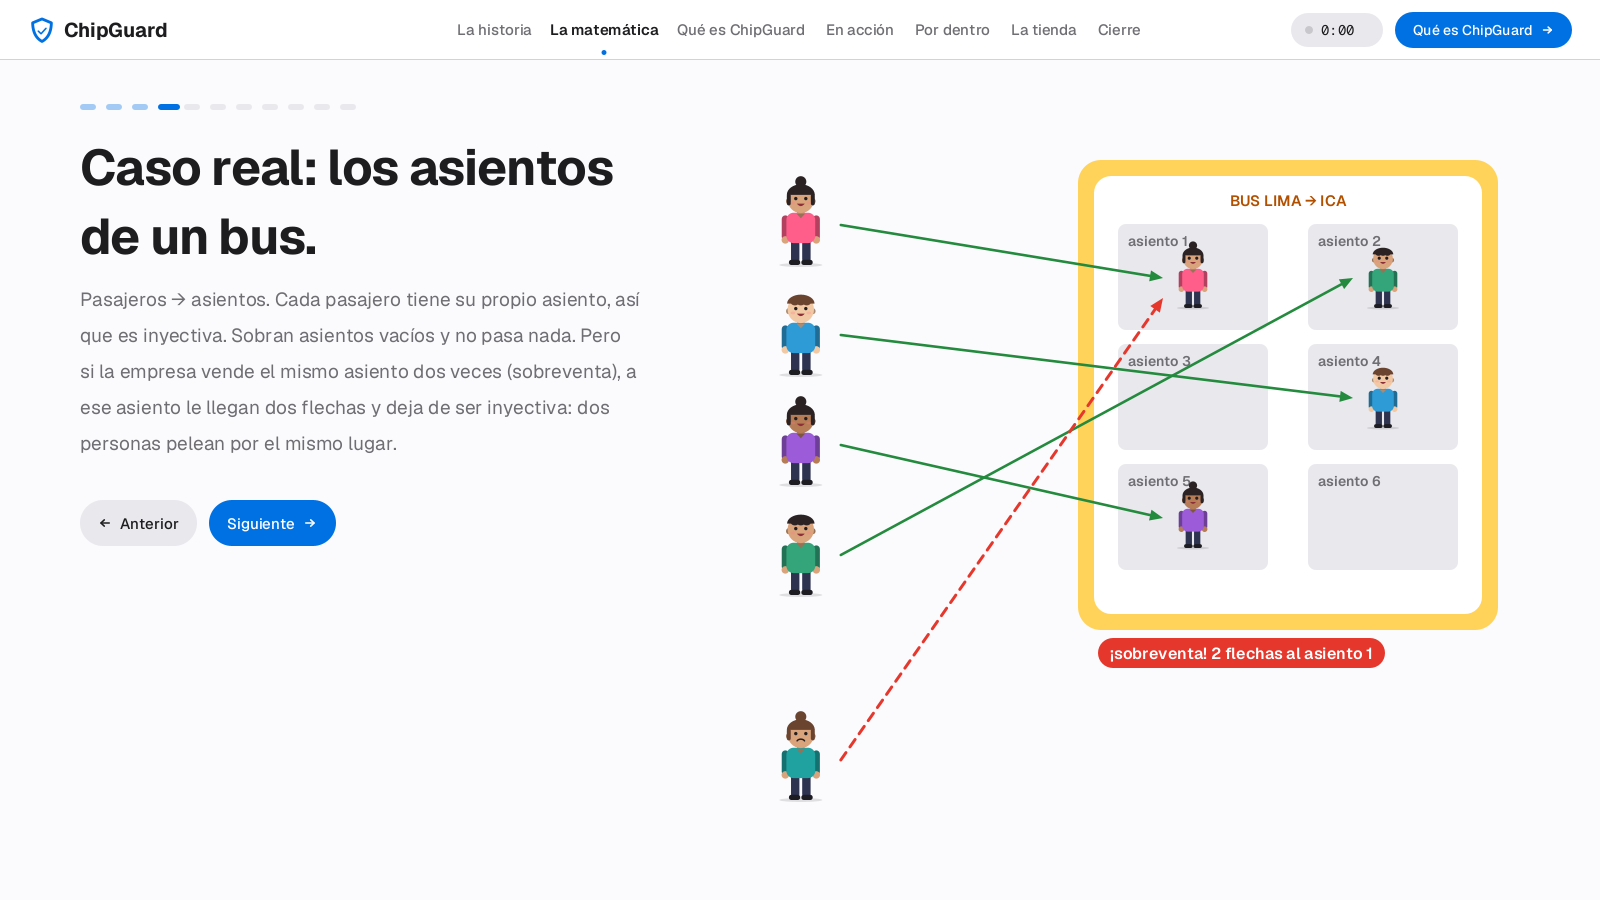 ChipGuard
La historia
La matemática
Qué es ChipGuard
En acción
Por dentro
La tienda
Cierre
0:00
Qué es ChipGuard →
Caso real: los asientos
de un bus.
Pasajeros → asientos. Cada pasajero tiene su propio asiento, así
que es inyectiva. Sobran asientos vacíos y no pasa nada. Pero
si la empresa vende el mismo asiento dos veces (sobreventa), a
ese asiento le llegan dos flechas y deja de ser inyectiva: dos
personas pelean por el mismo lugar.
← Anterior
Siguiente →
BUS LIMA → ICA
asiento 1
asiento 2
asiento 3
asiento 4
asiento 5
asiento 6
¡sobreventa! 2 flechas al asiento 1